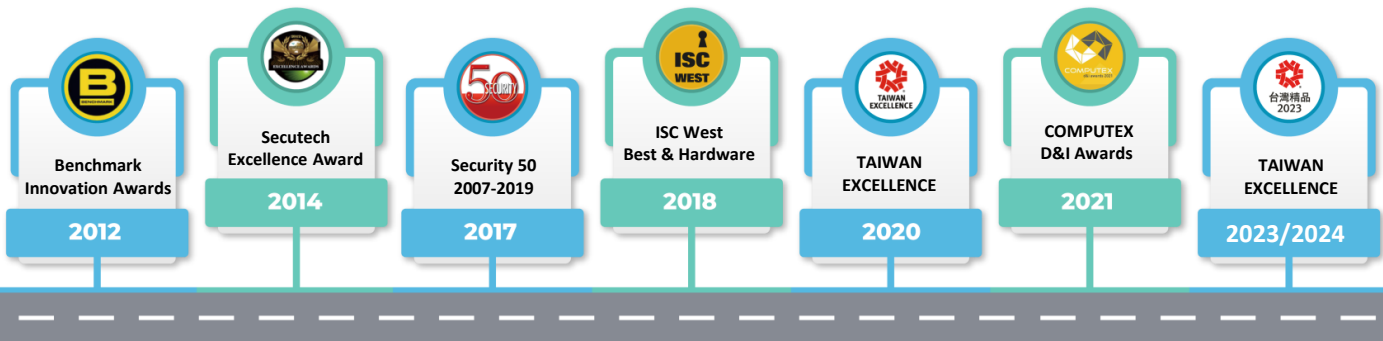 B
BENCHMARK
Benchmark
Innovation Awards
2012
EXCELLENCE AWARDS
Secutech
Excellence Award
2014
50
SECURITY
Security 50
2007-2019
2017
ISC
WEST
ISC West
Best & Hardware
2018
TAIWAN
EXCELLENCE
TAIWAN
EXCELLENCE
2020
COMPUTEX
d&i awards 2021
COMPUTEX
D&I Awards
2021
台灣精品
2023
TAIWAN
EXCELLENCE
2023/2024